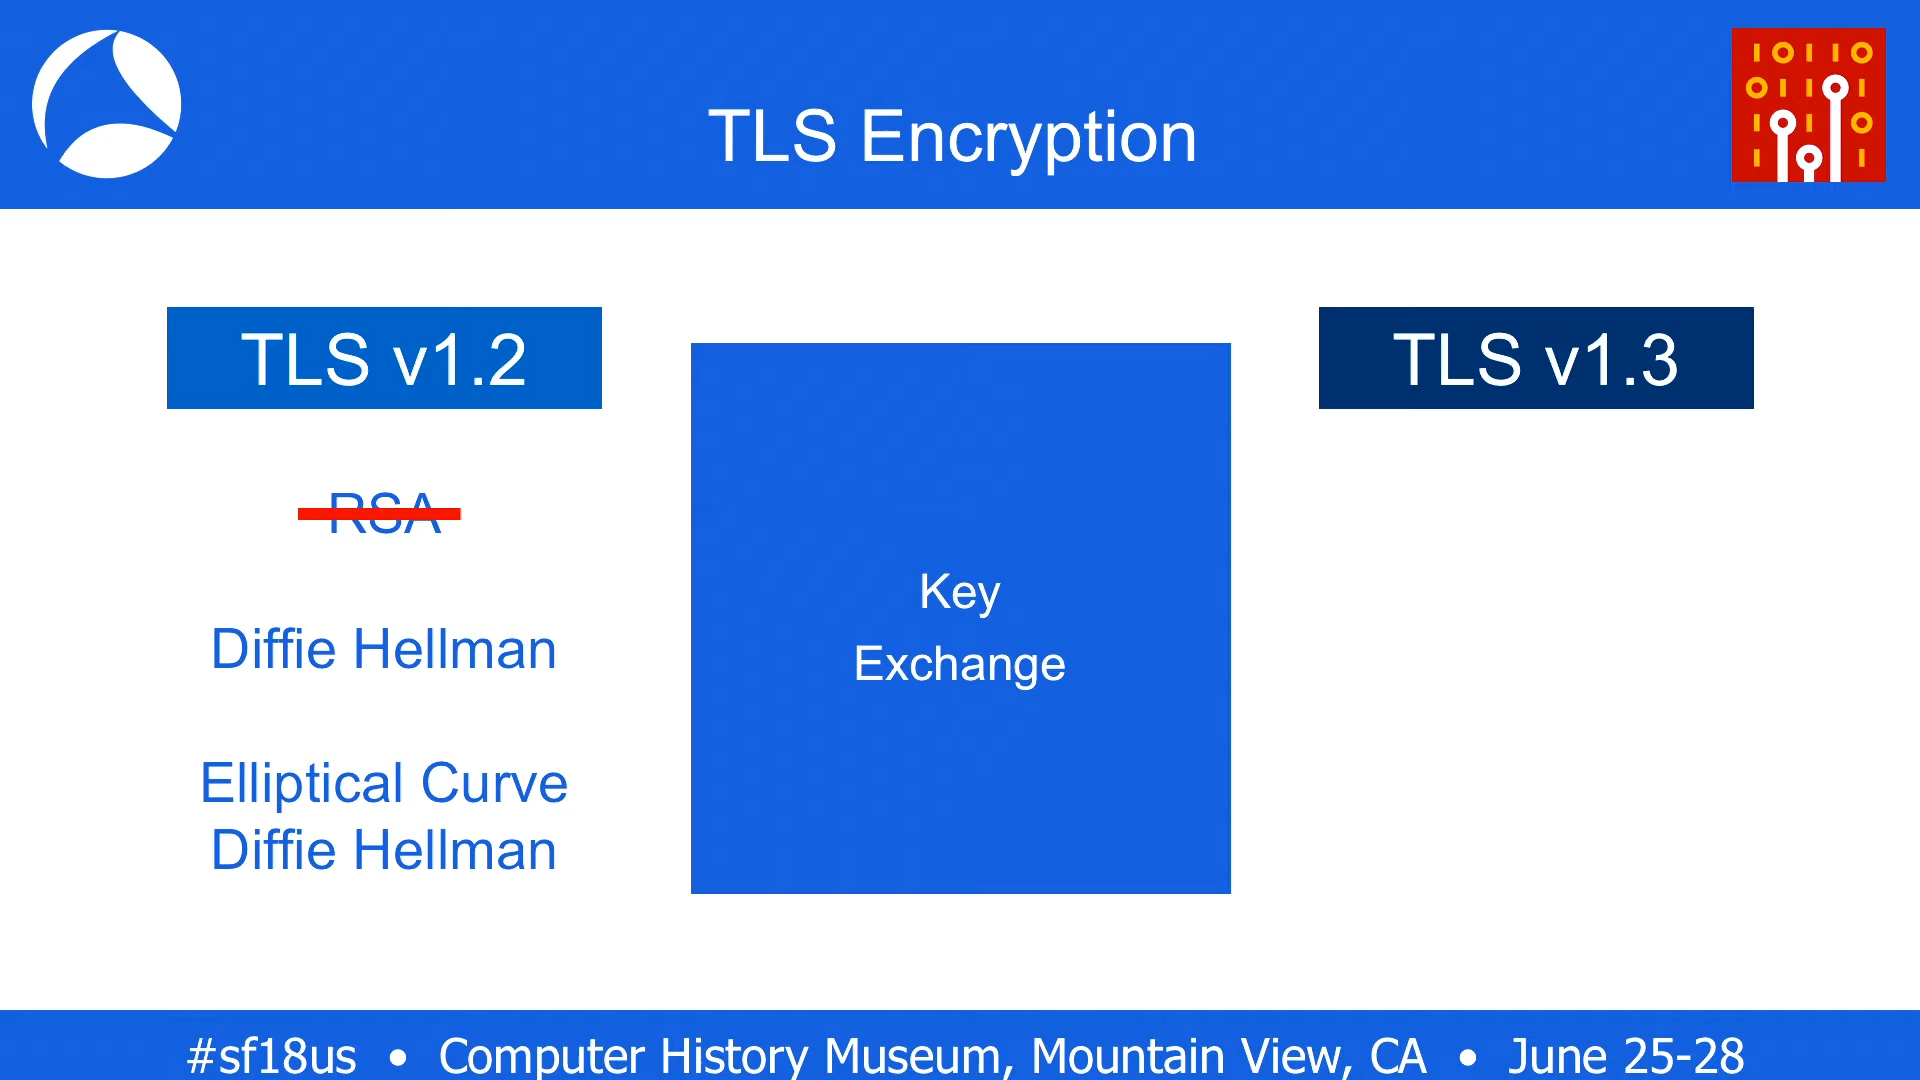 TLS Encryption
TLS v1.2
RSA
Diffie Hellman
Elliptical Curve
Diffie Hellman
Key
Exchange
TLS v1.3
#sf18us • Computer History Museum, Mountain View, CA • June 25-28